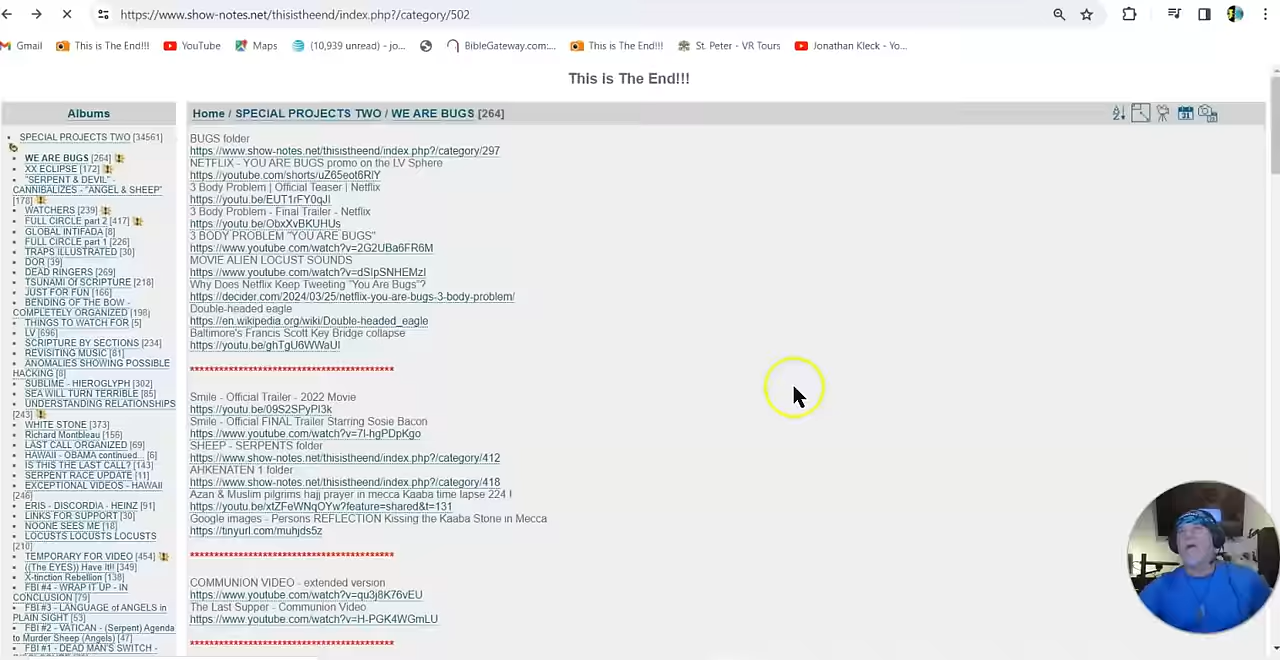 https://www.show-notes.net/thisistheend/index.php?/category/502
Gmail This is The End!!! YouTube Maps (10,939 unread) - jo... BibleGateway.com:... This is The End!!! St. Peter - VR Tours Jonathan Kleck - Yo...
This is The End!!!
Albums
SPECIAL PROJECTS TWO [34561]
WE ARE BUGS [264]
XX ECLIPSE [172]
"SERPENT & DEVIL" -
CANNIBALIZES - "ANGEL & SHEEP"
[178]
WATCHERS [239]
FULL CIRCLE part 2 [417]
GLOBAL INTIFADA [8]
FULL CIRCLE part 1 [226]
TRAPS ILLUSTRATED [30]
DOR [39]
DEAD RINGERS [269]
TSUNAMI Of SCRIPTURE [218]
JUST FOR FUN [166]
BENDING OF THE BOW -
COMPLETELY ORGANIZED [198]
THINGS TO WATCH FOR [5]
LV [696]
SCRIPTURE BY SECTIONS [234]
REVISITING MUSIC [81]
ANOMALIES SHOWING POSSIBLE
HACKING [8]
SUBLIME - HIEROGLYPH [302]
SEA WILL TURN TERRIBLE [85]
UNDERSTANDING RELATIONSHIPS
[243]
WHITE STONE [373]
Richard Montbleau [156]
LAST CALL ORGANIZED [69]
HAWAII - OBAMA continued... [6]
IS THIS THE LAST CALL? [143]
SERPENT RACE UPDATE [11]
EXCEPTIONAL VIDEOS - HAWAII
[246]
ERIS - DISCORDIA - HEINZ [91]
LINKS FOR SUPPORT [30]
NOONE SEES ME [18]
LOCUSTS LOCUSTS LOCUSTS
[210]
TEMPORARY FOR VIDEO [454]
((The EYES)) Have It!! [349]
X-tinction Rebellion [138]
FBI #4 - WRAP IT UP - IN
CONCLUSION [79]
FBI #3 - LANGUAGE of ANGELS in
PLAIN SIGHT [53]
FBI #2 - VATICAN - (Serpent) Agenda
to Murder Sheep (Angels) [47]
FBI #1 - DEAD MAN'S SWITCH -
Home / SPECIAL PROJECTS TWO / WE ARE BUGS [264]
BUGS folder
https://www.show-notes.net/thisistheend/index.php?/category/297
NETFLIX - YOU ARE BUGS promo on the LV Sphere
https://youtube.com/shorts/uZ65eot6RlY
3 Body Problem | Official Teaser | Netflix
https://youtu.be/EUT1rFY0qJI
3 Body Problem - Final Trailer - Netflix
https://youtu.be/ObxXvBKUHUs
3 BODY PROBLEM "YOU ARE BUGS"
https://www.youtube.com/watch?v=2G2UBa6FR6M
MOVIE ALIEN LOCUST SOUNDS
https://www.youtube.com/watch?v=dSlpSNHEMzI
Why Does Netflix Keep Tweeting "You Are Bugs"?
https://decider.com/2024/03/25/netflix-you-are-bugs-3-body-problem/
Double-headed eagle
https://en.wikipedia.org/wiki/Double-headed_eagle
Baltimore's Francis Scott Key Bridge collapse
https://youtu.be/ghTgU6WWaUI
******************************************
Smile - Official Trailer - 2022 Movie
https://youtu.be/09S2SPyPI3k
Smile - Official FINAL Trailer Starring Sosie Bacon
https://www.youtube.com/watch?v=7l-hgPDpKgo
SHEEP - SERPENTS folder
https://www.show-notes.net/thisistheend/index.php?/category/412
AHKENATEN 1 folder
https://www.show-notes.net/thisistheend/index.php?/category/418
Azan & Muslim pilgrims hajj prayer in mecca Kaaba time lapse 224 !
https://youtu.be/xtZFeWNqOYw?feature=shared&t=131
Google images - Persons REFLECTION Kissing the Kaaba Stone in Mecca
https://tinyurl.com/muhjds5z
******************************************
COMMUNION VIDEO - extended version
https://www.youtube.com/watch?v=qu3j8K76vEU
The Last Supper - Communion Video
https://www.youtube.com/watch?v=H-PGK4WGmLU
******************************************